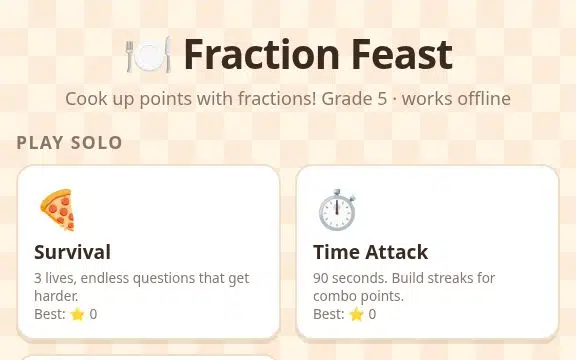 Fraction Feast
Cook up points with fractions! Grade 5 · works offline
PLAY SOLO
Survival
3 lives, endless questions that get
harder.
Best: ⭐ 0
Time Attack
90 seconds. Build streaks for
combo points.
Best: ⭐ 0